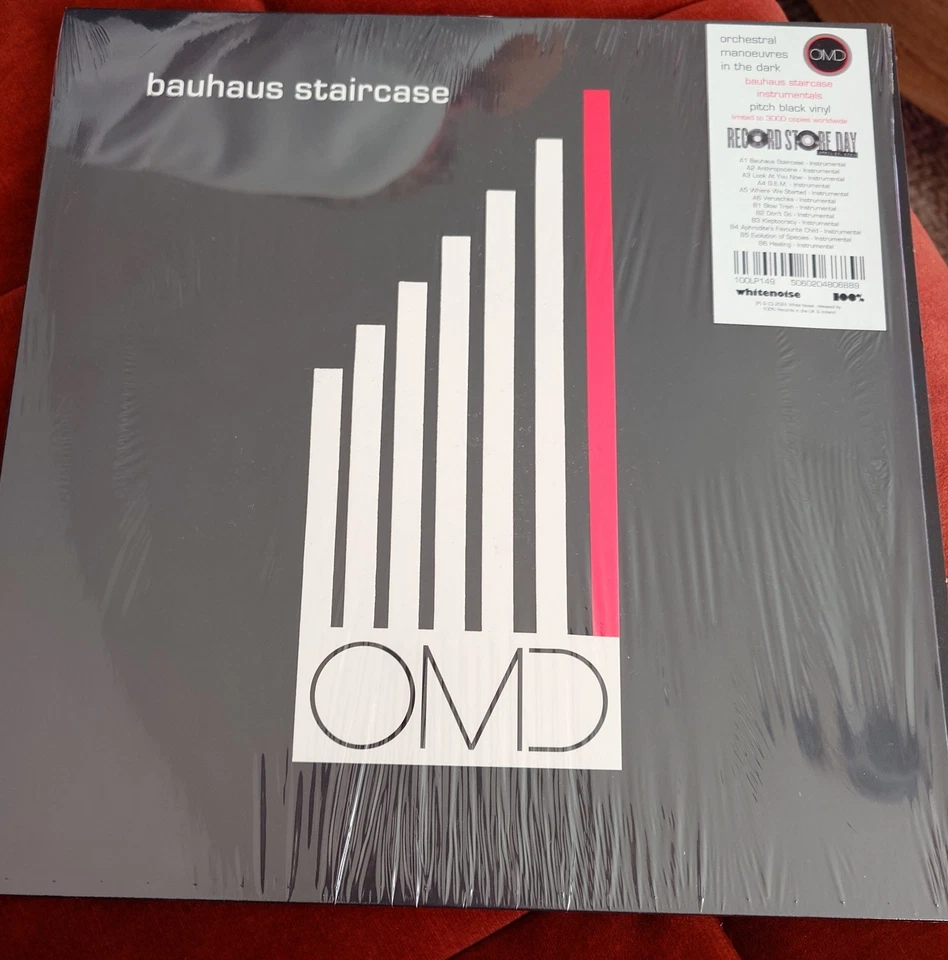 bauhaus staircase
OMD
orchestral
manoeuvres
in the dark
OMD
bauhaus staircase
instrumentals
pitch black vinyl
limited to 3000 copies worldwide
RECORD STORE DAY
A1 Bauhaus Staircase - Instrumental
A2 Anthropocene - Instrumental
A3 Look At You Now - Instrumental
A4 G.E.M. - Instrumental
A5 Where We Started - Instrumental
A6 Veruschka - Instrumental
B1 Slow Train - Instrumental
B2 Don't Go - Instrumental
B3 Kleptocracy - Instrumental
B4 Aphrodite's Favourite Child - Instrumental
B5 Evolution of Species - Instrumental
B6 Healing - Instrumental
100LP149 5060204806889
whitenoise 100%